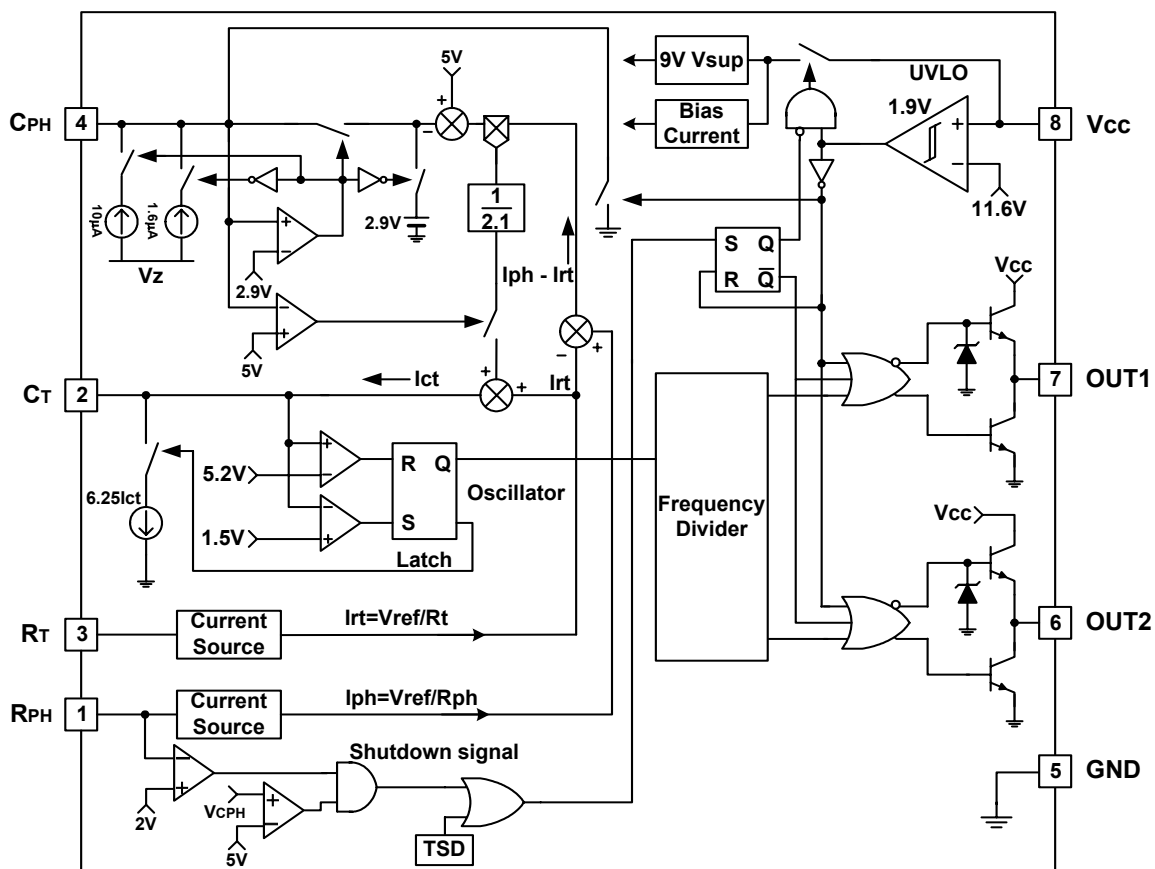 5V
9V Vsup
UVLO
1.9V
CPH
4
+
−
8
Vcc
Bias
Current
+
−
11.6V
1
2.1
10µA
1.6µA
2.9V
+
−
Vz
2.9V
Iph - Irt
S Q
R Q̅
Vcc
−
+
5V
−
+
7
OUT1
Ict
+
+
Irt
CT
2
+
−
5.2V
R Q
Oscillator
6.25Ict
−
+
1.5V
S
Latch
Frequency
Divider
Vcc
6
OUT2
RT
3
Current
Source
Irt=Vref/Rt
RPH
1
Current
Source
Iph=Vref/Rph
Shutdown signal
−
+
2V
VCPH
+
−
5V
TSD
5
GND